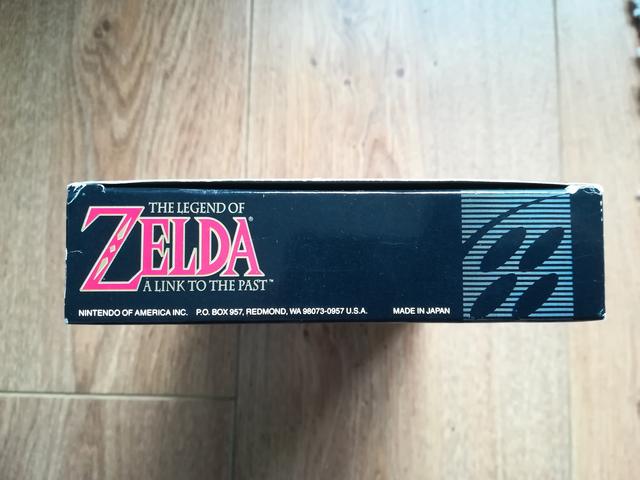 THE LEGEND OF
ZELDA®
A LINK TO THE PAST™
NINTENDO OF AMERICA INC. P.O. BOX 957, REDMOND, WA 98073-0957 U.S.A. MADE IN JAPAN